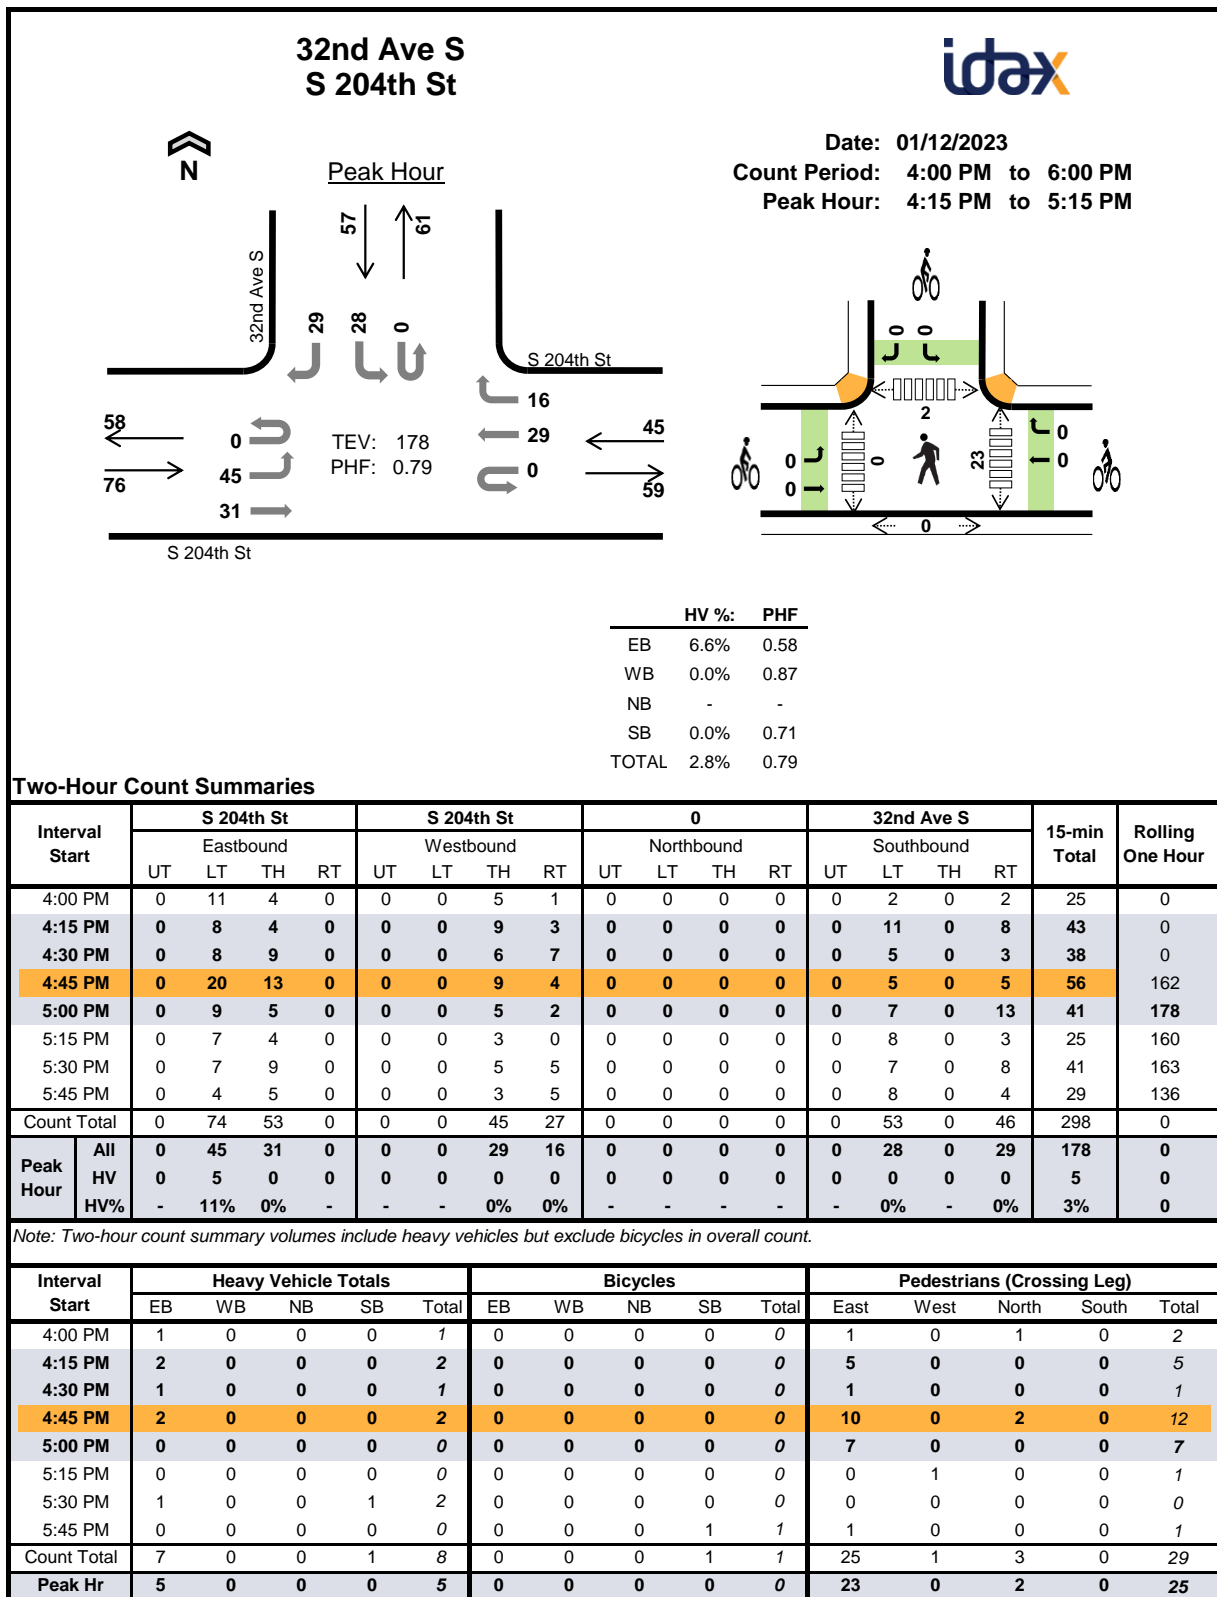 32nd Ave S
S 204th St
idax
N
Peak Hour
Date: 01/12/2023
Count Period: 4:00 PM to 6:00 PM
Peak Hour: 4:15 PM to 5:15 PM
57 61
32nd Ave S
29 28 0
S 204th St
16
29
0
45
59
58
76
0
45
31
TEV: 178
PHF: 0.79
S 204th St
0 0
2
0
0
0
0
0
23
0
HV %: PHF
EB 6.6% 0.58
WB 0.0% 0.87
NB - -
SB 0.0% 0.71
TOTAL 2.8% 0.79
Two-Hour Count Summaries
Interval Start S 204th St S 204th St 0 32nd Ave S 15-min Total Rolling One Hour
Eastbound Westbound Northbound Southbound
UT LT TH RT UT LT TH RT UT LT TH RT UT LT TH RT
4:00 PM 0 11 4 0 0 0 5 1 0 0 0 0 0 2 0 2 25 0
4:15 PM 0 8 4 0 0 0 9 3 0 0 0 0 0 11 0 8 43 0
4:30 PM 0 8 9 0 0 0 6 7 0 0 0 0 0 5 0 3 38 0
4:45 PM 0 20 13 0 0 0 9 4 0 0 0 0 0 5 0 5 56 162
5:00 PM 0 9 5 0 0 0 5 2 0 0 0 0 0 7 0 13 41 178
5:15 PM 0 7 4 0 0 0 3 0 0 0 0 0 0 8 0 3 25 160
5:30 PM 0 7 9 0 0 0 5 5 0 0 0 0 0 7 0 8 41 163
5:45 PM 0 4 5 0 0 0 3 5 0 0 0 0 0 8 0 4 29 136
Count Total 0 74 53 0 0 0 45 27 0 0 0 0 0 53 0 46 298 0
Peak Hour All 0 45 31 0 0 0 29 16 0 0 0 0 0 28 0 29 178 0
HV 0 5 0 0 0 0 0 0 0 0 0 0 0 0 0 0 5 0
HV% - 11% 0% - - - 0% 0% - - - - - 0% - 0% 3% 0
Note: Two-hour count summary volumes include heavy vehicles but exclude bicycles in overall count.
Interval Start Heavy Vehicle Totals Bicycles Pedestrians (Crossing Leg)
EB WB NB SB Total EB WB NB SB Total East West North South Total
4:00 PM 1 0 0 0 1 0 0 0 0 0 1 0 1 0 2
4:15 PM 2 0 0 0 2 0 0 0 0 0 5 0 0 0 5
4:30 PM 1 0 0 0 1 0 0 0 0 0 1 0 0 0 1
4:45 PM 2 0 0 0 2 0 0 0 0 0 10 0 2 0 12
5:00 PM 0 0 0 0 0 0 0 0 0 0 7 0 0 0 7
5:15 PM 0 0 0 0 0 0 0 0 0 0 0 1 0 0 1
5:30 PM 1 0 0 1 2 0 0 0 0 0 0 0 0 0 0
5:45 PM 0 0 0 0 0 0 0 0 1 1 1 0 0 0 1
Count Total 7 0 0 1 8 0 0 0 1 1 25 1 3 0 29
Peak Hr 5 0 0 0 5 0 0 0 0 0 23 0 2 0 25